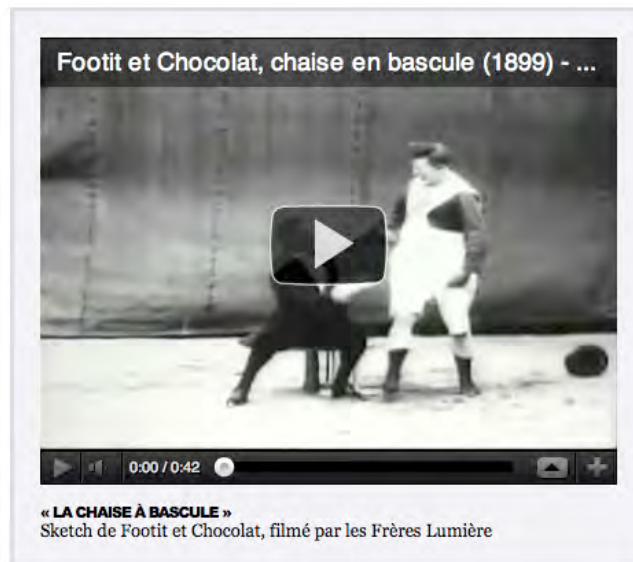 Footit et Chocolat, chaise en bascule (1899) - ...
0:00 / 0:42
« LA CHAISE À BASCULE »
Sketch de Footit et Chocolat, filmé par les Frères Lumière